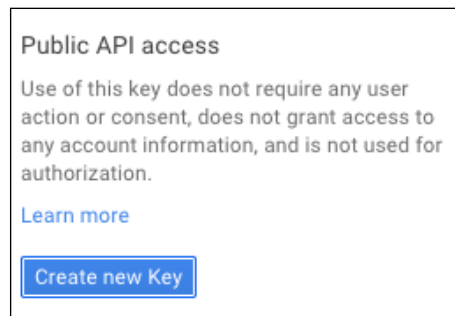 Public API access
Use of this key does not require any user
action or consent, does not grant access to
any account information, and is not used for
authorization.
Learn more
Create new Key